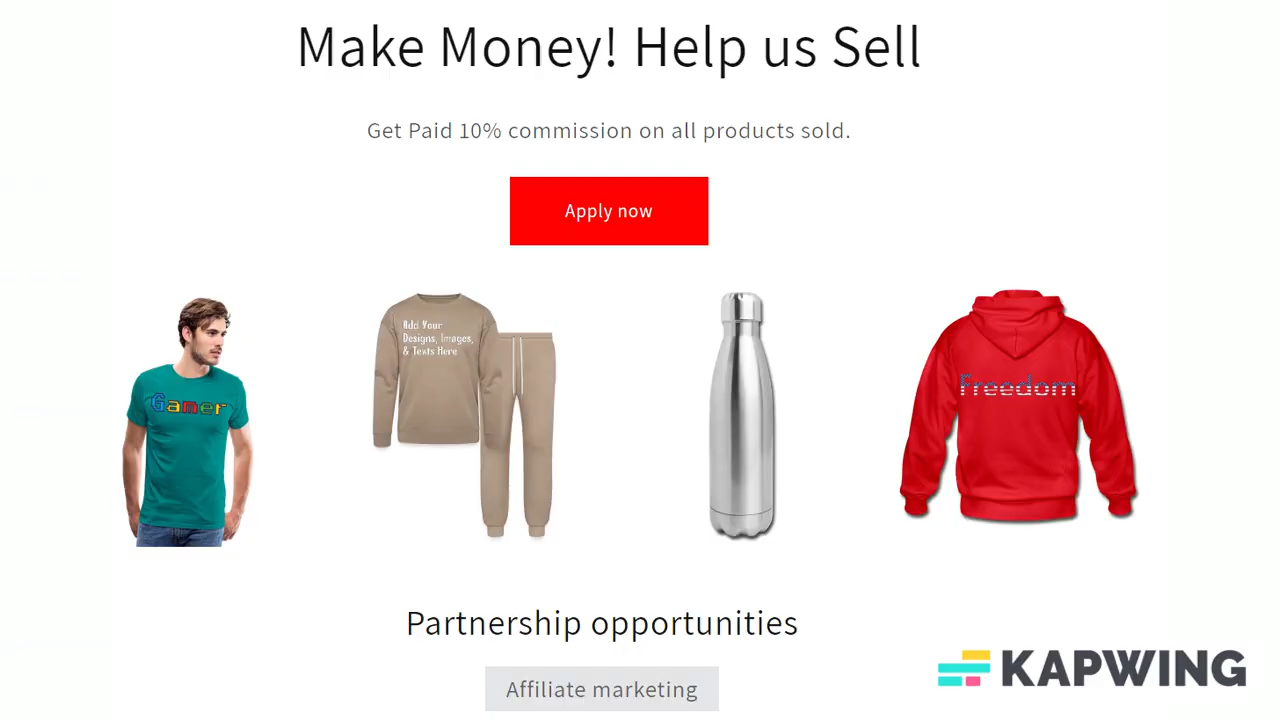 Make Money! Help us Sell
Get Paid 10% commission on all products sold.
Apply now
Gamer
Add Your
Designs, Images,
& Texts Here
Freedom
Partnership opportunities
Affiliate marketing
KAPWING